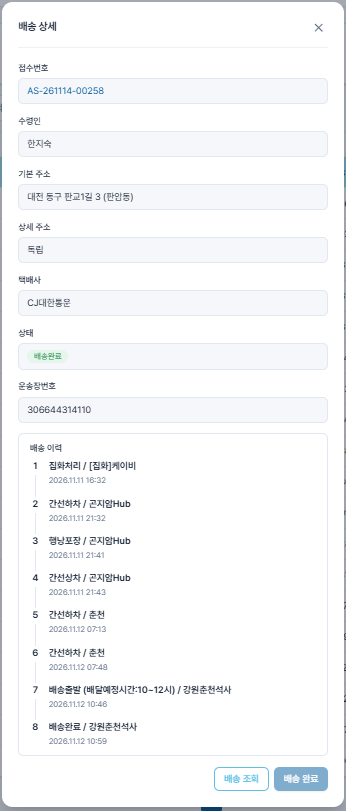 배송 상세
접수번호
AS-261114-00258
수령인
한지숙
기본 주소
대전 동구 판교1길 3 (판암동)
상세 주소
독립
택배사
CJ대한통운
상태
배송완료
운송장번호
306644314110
배송 이력
1 집화처리 / [집화]케이비
2026.11.11 16:32
2 간선하차 / 곤지암Hub
2026.11.11 21:32
3 행낭포장 / 곤지암Hub
2026.11.11 21:41
4 간선상차 / 곤지암Hub
2026.11.11 21:43
5 간선하차 / 춘천
2026.11.12 07:13
6 간선하차 / 춘천
2026.11.12 07:48
7 배송출발 (배달예정시간:10~12시) / 강원춘천석사
2026.11.12 10:46
8 배송완료 / 강원춘천석사
2026.11.12 10:59
배송 조회 배송 완료